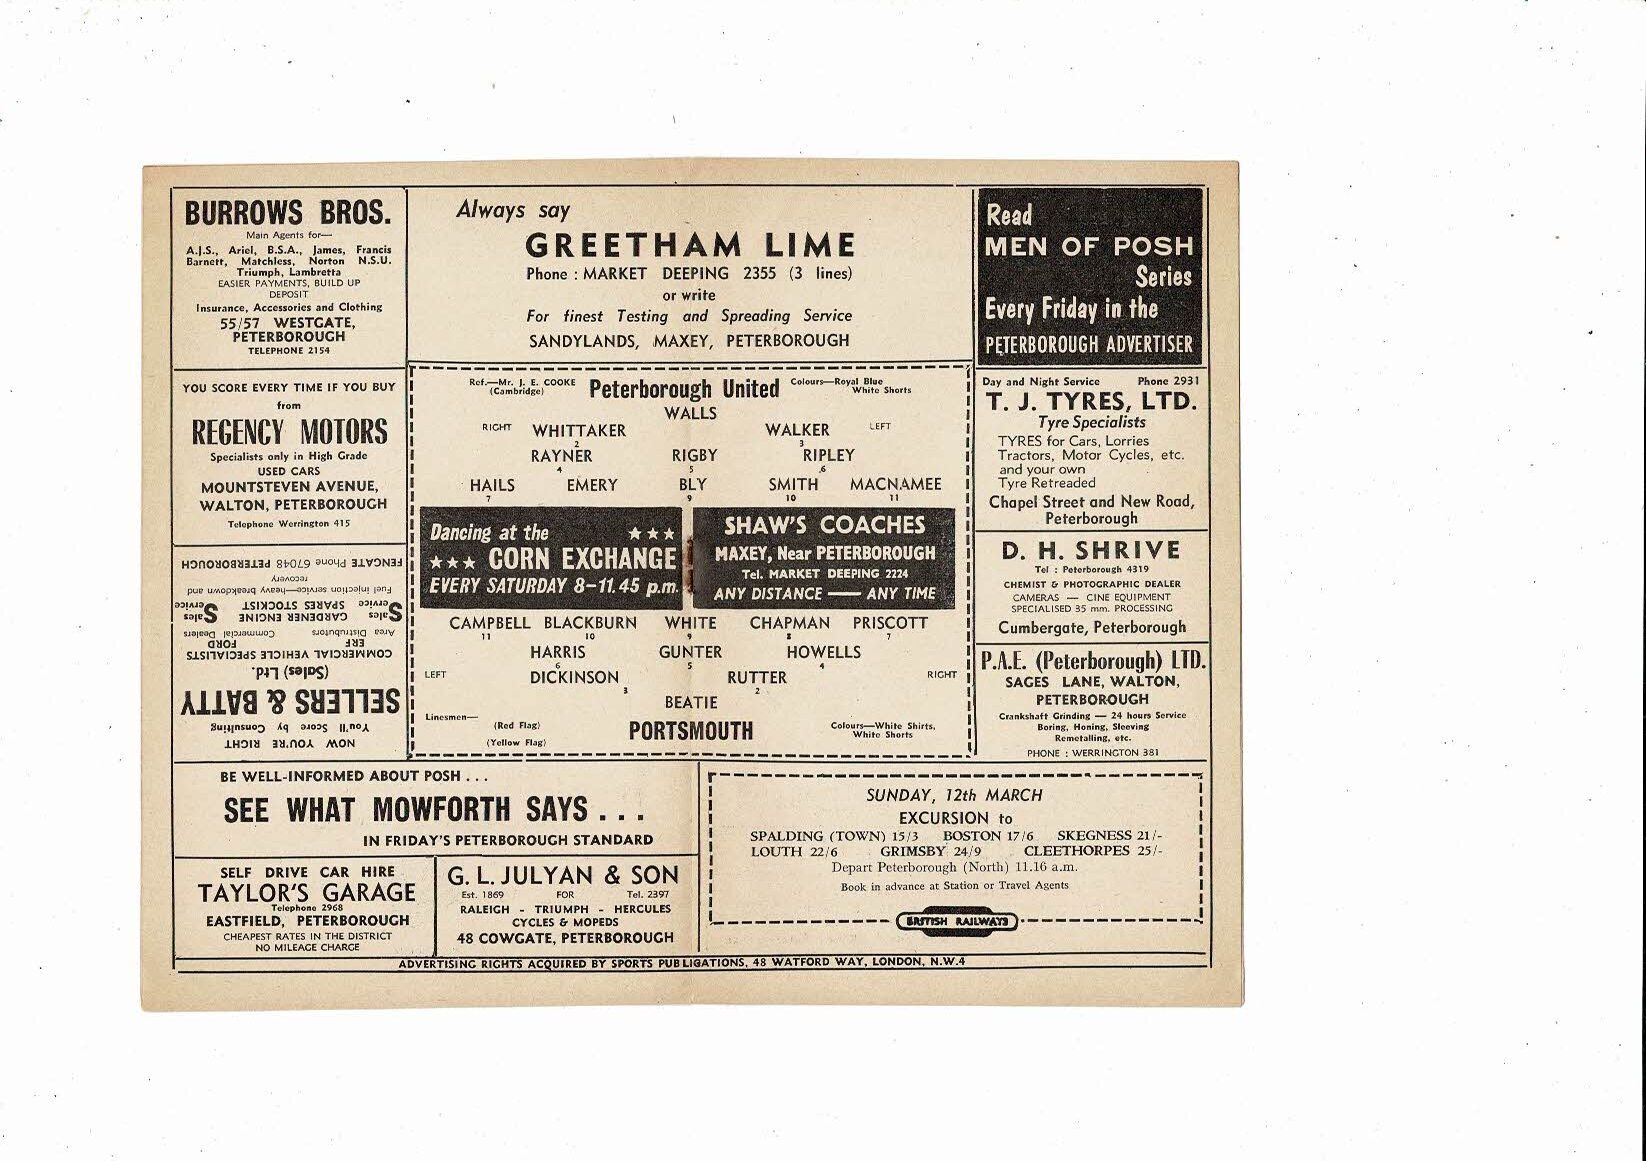 BURROWS BROS.
Main Agents for—
A.J.S., Ariel, B.S.A., James, Francis
Barnett, Matchless, Norton N.S.U.
Triumph, Lambretta
EASIER PAYMENTS, BUILD UP
DEPOSIT
Insurance, Accessories and Clothing
55/57 WESTGATE,
PETERBOROUGH
TELEPHONE 2154
Always say
GREETHAM LIME
Phone : MARKET DEEPING 2355 (3 lines)
or write
For finest Testing and Spreading Service
SANDYLANDS, MAXEY, PETERBOROUGH
Read
MEN OF POSH
Series
Every Friday in the
PETERBOROUGH ADVERTISER
YOU SCORE EVERY TIME IF YOU BUY
from
REGENCY MOTORS
Specialists only in High Grade
USED CARS
MOUNTSTEVEN AVENUE,
WALTON, PETERBOROUGH
Telephone Werrington 415
NOW YOU'RE RIGHT
You'll Score by Consulting
SELLERS & BATTY
(Sales) Ltd.
COMMERCIAL VEHICLE SPECIALISTS
ERF FORD
Area Distributors Commercial Dealers
Sales GARDENER ENGINE Sales
Service SPARES STOCKIST Service
Fuel injection service—heavy breakdown and
recovery
FENGATE Phone 67048 PETERBOROUGH
Ref.—Mr. J. E. COOKE
(Cambridge)
Peterborough United
Colours—Royal Blue
White Shorts
WALLS
RIGHT WHITTAKER WALKER LEFT
2 3
RAYNER RIGBY RIPLEY
4 5 6
HAILS EMERY BLY SMITH MACNAMEE
7 9 10 11
Dancing at the
★★★
★★★ CORN EXCHANGE
EVERY SATURDAY 8-11.45 p.m.
SHAW'S COACHES
MAXEY, Near PETERBOROUGH
Tel. MARKET DEEPING 2224
ANY DISTANCE — ANY TIME
CAMPBELL BLACKBURN WHITE CHAPMAN PRISCOTT
11 10 9 8 7
HARRIS GUNTER HOWELLS
6 5 4
LEFT DICKINSON RUTTER RIGHT
3 2
BEATIE
Linesmen—
(Red Flag)
(Yellow Flag)
PORTSMOUTH
Colours—White Shirts,
White Shorts
Day and Night Service Phone 2931
T. J. TYRES, LTD.
Tyre Specialists
TYRES for Cars, Lorries
Tractors, Motor Cycles, etc.
and your own
Tyre Retreaded
Chapel Street and New Road,
Peterborough
D. H. SHRIVE
Tel : Peterborough 4319
CHEMIST & PHOTOGRAPHIC DEALER
CAMERAS — CINE EQUIPMENT
SPECIALISED 35 mm. PROCESSING
Cumbergate, Peterborough
P.A.E. (Peterborough) LTD.
SAGES LANE, WALTON,
PETERBOROUGH
Crankshaft Grinding — 24 hours Service
Boring, Honing, Sleeving
Remetalling, etc.
PHONE : WERRINGTON 381
BE WELL-INFORMED ABOUT POSH . . .
SEE WHAT MOWFORTH SAYS . . .
IN FRIDAY'S PETERBOROUGH STANDARD
SELF DRIVE CAR HIRE
TAYLOR'S GARAGE
Telephone 2968
EASTFIELD, PETERBOROUGH
CHEAPEST RATES IN THE DISTRICT
NO MILEAGE CHARGE
G. L. JULYAN & SON
Est. 1869 FOR Tel. 2397
RALEIGH - TRIUMPH - HERCULES
CYCLES & MOPEDS
48 COWGATE, PETERBOROUGH
SUNDAY, 12th MARCH
EXCURSION to
SPALDING (TOWN) 15/3 BOSTON 17/6 SKEGNESS 21/-
LOUTH 22/6 GRIMSBY 24/9 CLEETHORPES 25/-
Depart Peterborough (North) 11.16 a.m.
Book in advance at Station or Travel Agents
BRITISH RAILWAYS
ADVERTISING RIGHTS ACQUIRED BY SPORTS PUBLICATIONS, 48 WATFORD WAY, LONDON, N.W.4